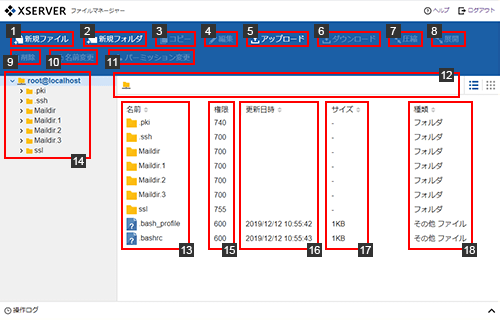 XSERVER ファイルマネージャー
ヘルプ ログアウト
1 2 3 4 5 6 7 8
新規ファイル 新規フォルダ コピー 編集 アップロード ダウンロード 圧縮 解凍
9 10 11
削除 名前変更 パーミッション変更
12
root@localhost
.pki
.ssh
Maildir
Maildir.1
Maildir.2
Maildir.3
ssl
14
名前 権限 更新日時 サイズ 種類
.pki 740 - フォルダ
.ssh 700 - フォルダ
Maildir 700 - フォルダ
Maildir.1 700 - フォルダ
Maildir.2 700 - フォルダ
Maildir.3 700 - フォルダ
ssl 755 - フォルダ
.bash_profile 600 2019/12/12 10:55:42 1KB その他 ファイル
.bashrc 600 2019/12/12 10:55:43 1KB その他 ファイル
13 15 16 17 18
操作ログ